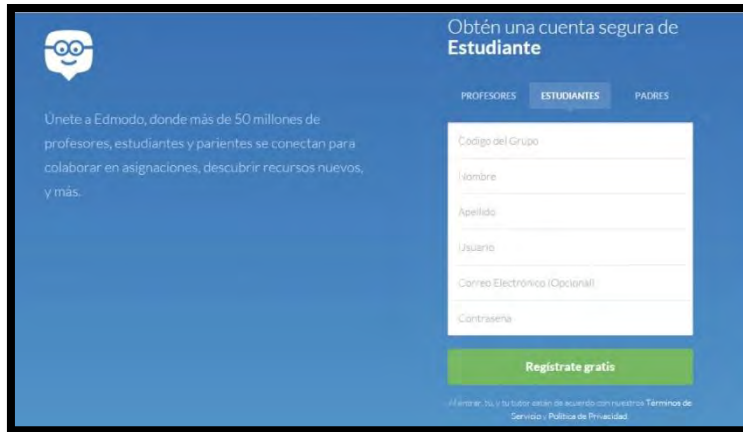 Obtén una cuenta segura de
Estudiante
PROFESORES ESTUDIANTES PADRES
Únete a Edmodo, donde más de 50 millones de
profesores, estudiantes y parientes se conectan para
colaborar en asignaciones, descubrir recursos nuevos,
y más.
Codigo del Grupo
Nombre
Apellido
Usuario
Correo Electrónico (Opcional)
Contraseña
Regístrate gratis
Al entrar, tú, y tu tutor están de acuerdo con nuestros Términos de
Servicio y Política de Privacidad.